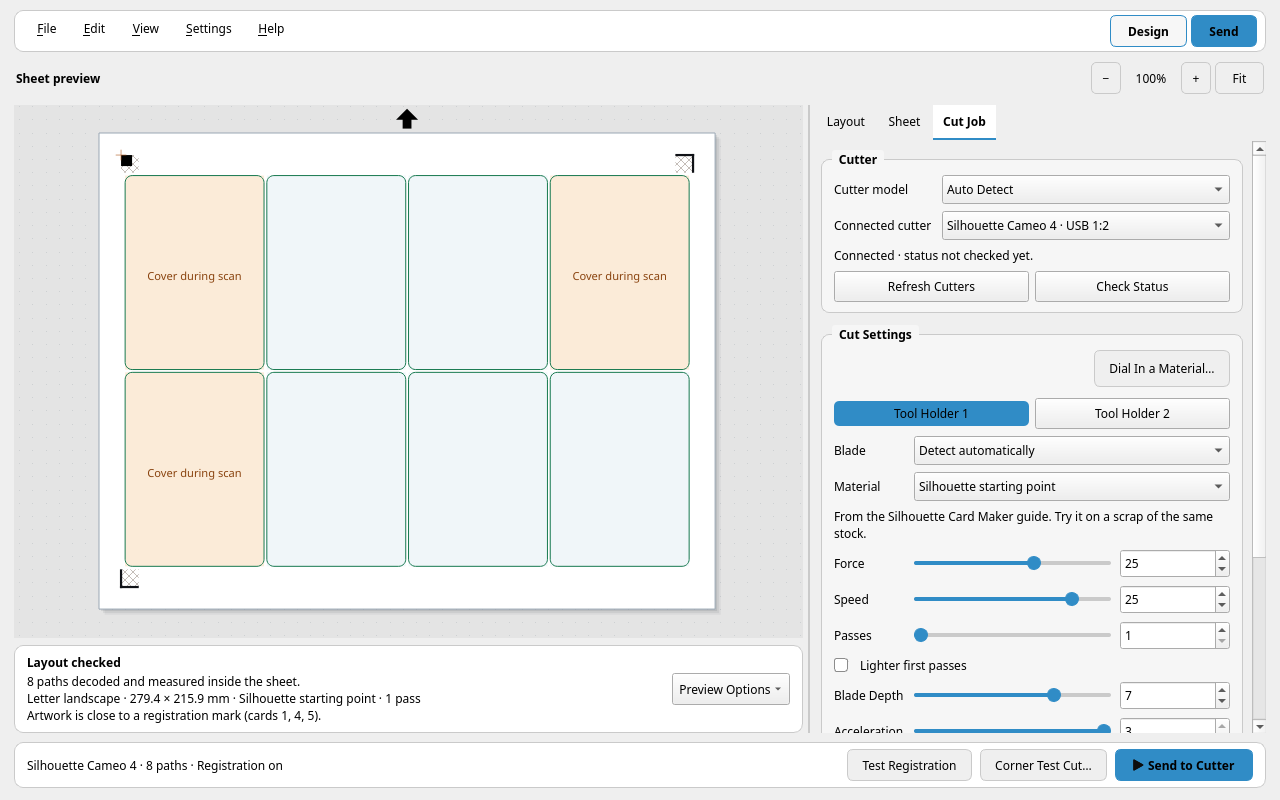 File Edit View Settings Help Design Send
Sheet preview − 100% + Fit
Layout Sheet Cut Job
Cutter
Cutter model Auto Detect
Connected cutter Silhouette Cameo 4 · USB 1:2
Connected · status not checked yet.
Refresh Cutters Check Status
Cut Settings
Dial In a Material...
Tool Holder 1 Tool Holder 2
Blade Detect automatically
Material Silhouette starting point
From the Silhouette Card Maker guide. Try it on a scrap of the same
stock.
Force 25
Speed 25
Passes 1
Lighter first passes
Blade Depth 7
Acceleration 3
Cover during scan Cover during scan
Cover during scan
Layout checked
8 paths decoded and measured inside the sheet.
Letter landscape · 279.4 × 215.9 mm · Silhouette starting point · 1 pass
Artwork is close to a registration mark (cards 1, 4, 5).
Preview Options
Silhouette Cameo 4 · 8 paths · Registration on
Test Registration Corner Test Cut... Send to Cutter